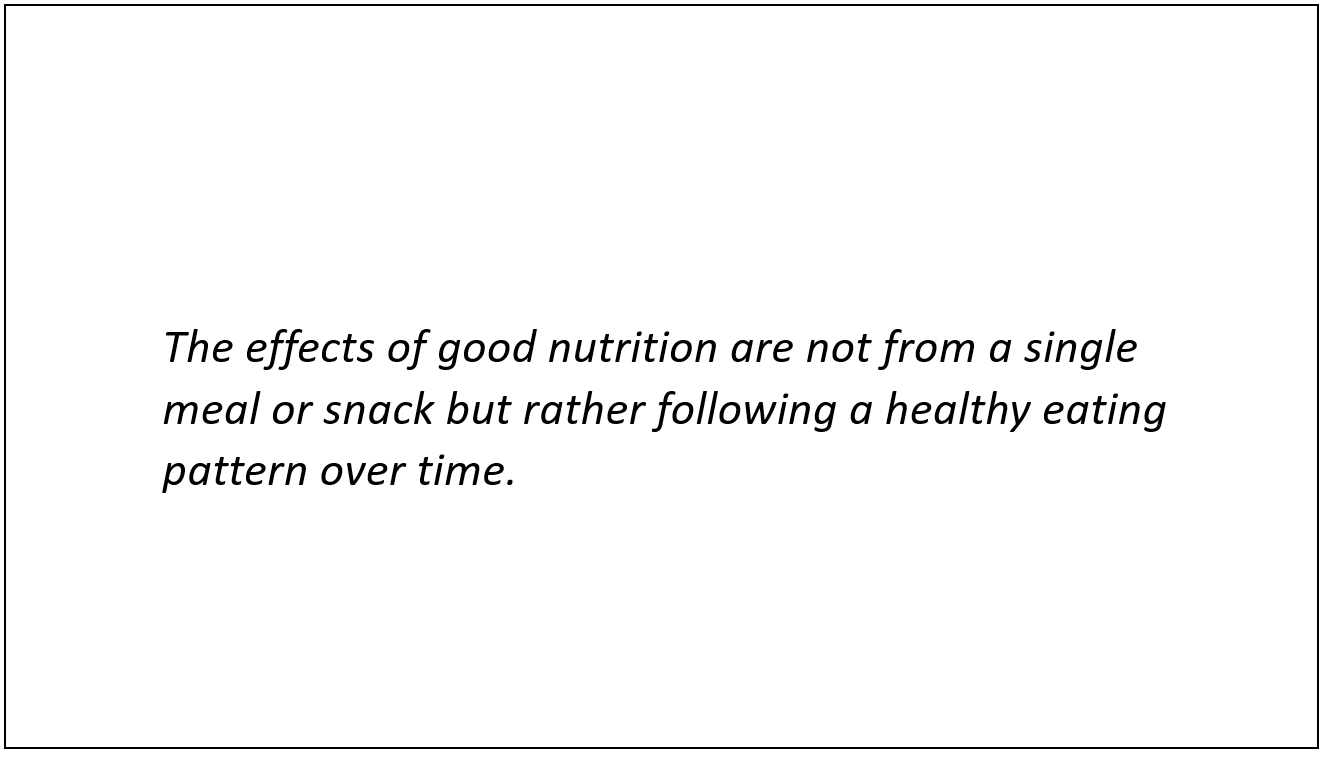 The effects of good nutrition are not from a single
meal or snack but rather following a healthy eating
pattern over time.